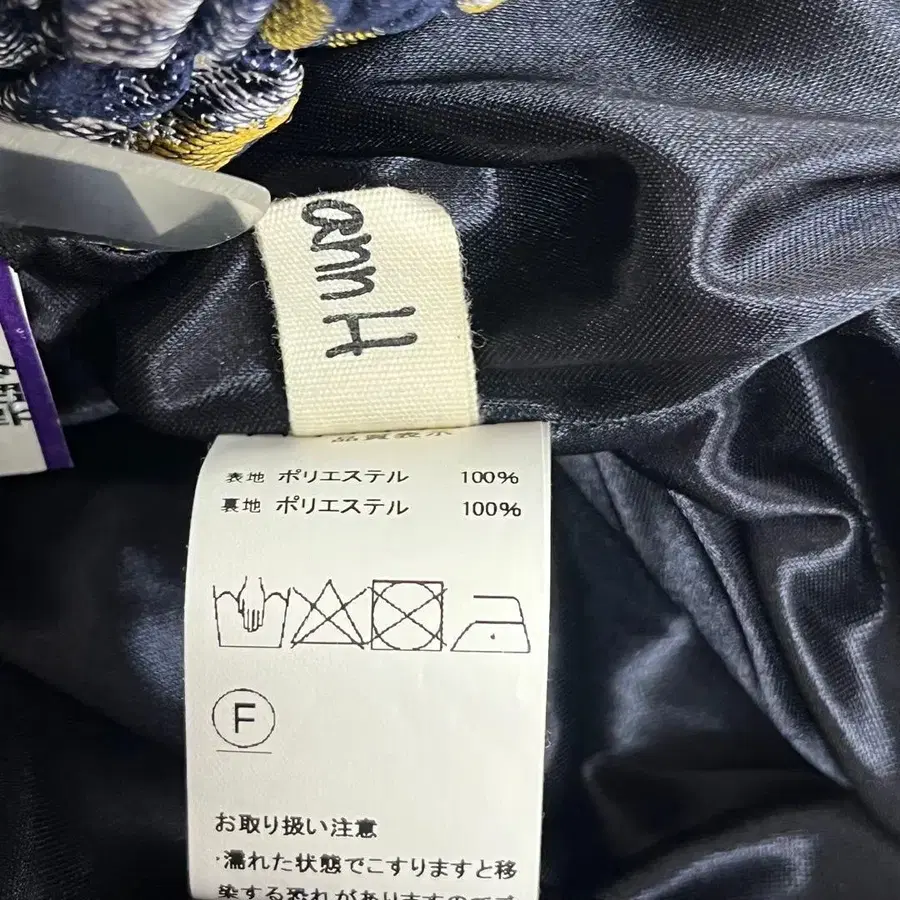 annH
品質表示
表地 ポリエステル 100%
裏地 ポリエステル 100%
F
お取り扱い注意
・濡れた状態でこすりますと移
染する恐れがありますので